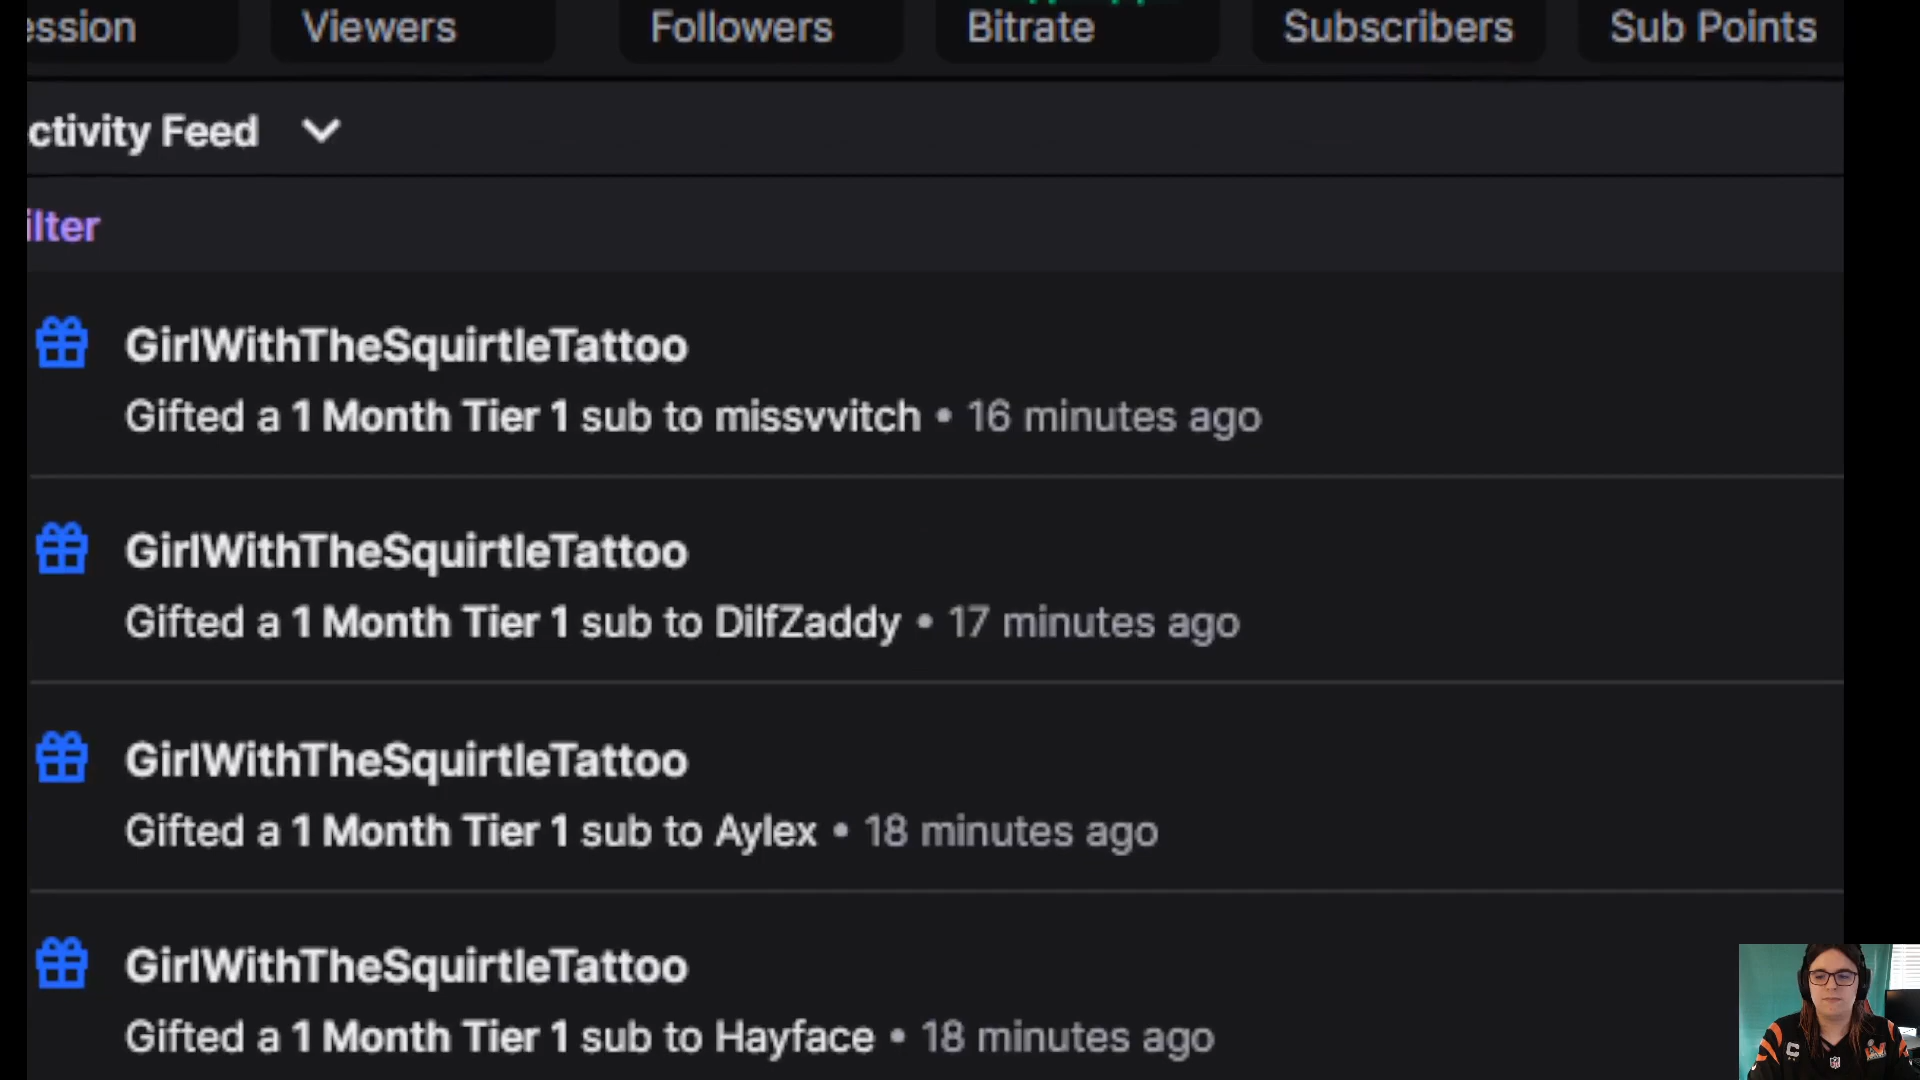 ession
Viewers
Followers
Bitrate
Subscribers
Sub Points
ctivity Feed
ilter
GirlWithTheSquirtleTattoo
Gifted a 1 Month Tier 1 sub to missvvitch • 16 minutes ago
GirlWithTheSquirtleTattoo
Gifted a 1 Month Tier 1 sub to DilfZaddy • 17 minutes ago
GirlWithTheSquirtleTattoo
Gifted a 1 Month Tier 1 sub to Aylex • 18 minutes ago
GirlWithTheSquirtleTattoo
Gifted a 1 Month Tier 1 sub to Hayface • 18 minutes ago